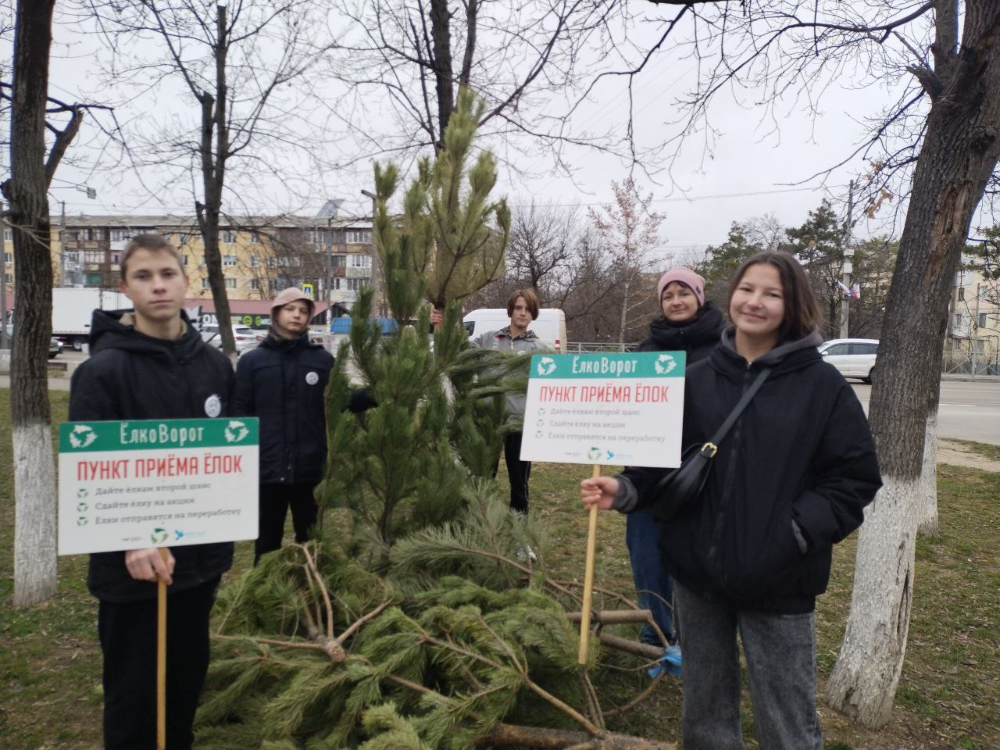 ЁлкоВорот
ПУНКТ ПРИЁМА ЁЛОК
Дайте ёлкам второй шанс
Сдайте ёлку на акции
Ёлки отправятся на переработку
ЁлкоВорот
ПУНКТ ПРИЁМА ЁЛОК
Дайте ёлкам второй шанс
Сдайте ёлку на акции
Ёлки отправятся на переработку